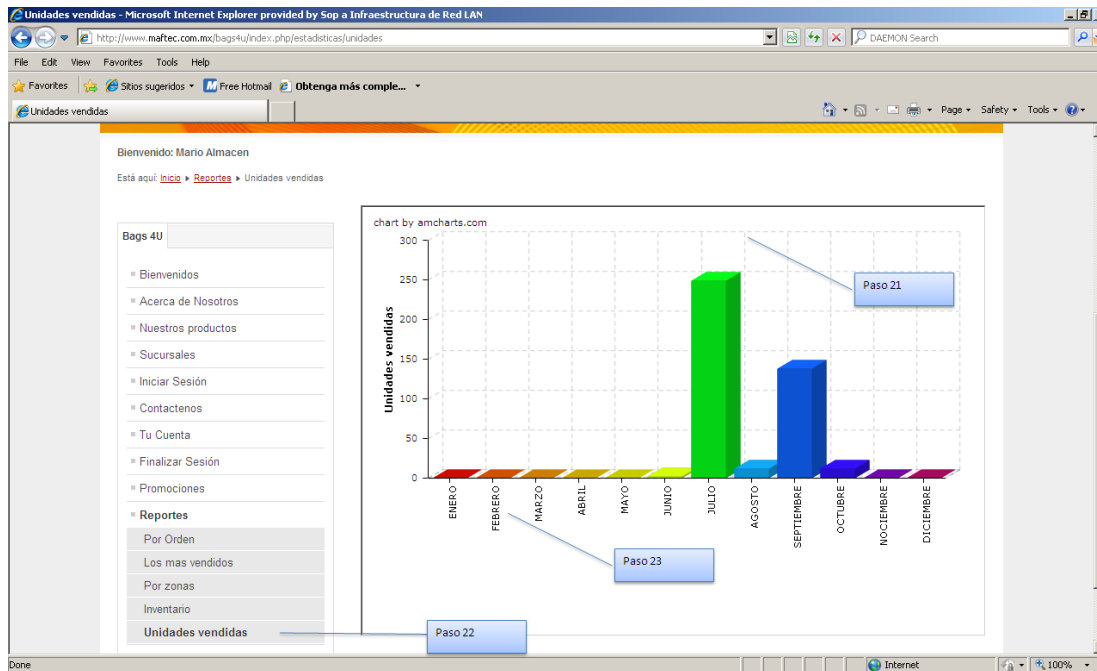 Unidades vendidas - Microsoft Internet Explorer provided by Sop a Infraestructura de Red LAN
http://www.maftec.com.mx/bags4u/index.php/estadisticas/unidades
DAEMON Search
File Edit View Favorites Tools Help
Favorites Sitios sugeridos Free Hotmail Obtenga más comple...
Unidades vendidas
Page Safety Tools
Bienvenido: Mario Almacen
Está aquí: Inicio Reportes Unidades vendidas
Bags 4U
Bienvenidos
Acerca de Nosotros
Nuestros productos
Sucursales
Iniciar Sesión
Contactenos
Tu Cuenta
Finalizar Sesión
Promociones
Reportes
Por Orden
Los mas vendidos
Por zonas
Inventario
Unidades vendidas
chart by amcharts.com
Unidades vendidas
300
250
200
150
100
50
0
ENERO
FEBRERO
MARZO
ABRIL
MAYO
JUNIO
JULIO
AGOSTO
SEPTIEMBRE
OCTUBRE
NOCIEMBRE
DICIEMBRE
Paso 21
Paso 23
Paso 22
Done
Internet
100%